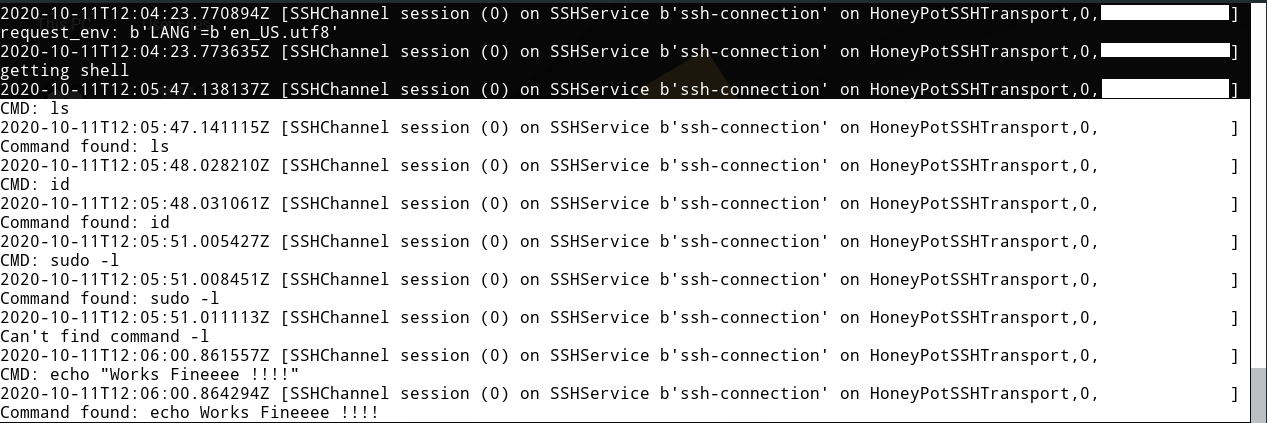 2020-10-11T12:04:23.770894Z [SSHChannel session (0) on SSHService b'ssh-connection' on HoneyPotSSHTransport,0, ]
request_env: b'LANG'=b'en_US.utf8'
2020-10-11T12:04:23.773635Z [SSHChannel session (0) on SSHService b'ssh-connection' on HoneyPotSSHTransport,0, ]
getting shell
2020-10-11T12:05:47.138137Z [SSHChannel session (0) on SSHService b'ssh-connection' on HoneyPotSSHTransport,0, ]
CMD: ls
2020-10-11T12:05:47.141115Z [SSHChannel session (0) on SSHService b'ssh-connection' on HoneyPotSSHTransport,0, ]
Command found: ls
2020-10-11T12:05:48.028210Z [SSHChannel session (0) on SSHService b'ssh-connection' on HoneyPotSSHTransport,0, ]
CMD: id
2020-10-11T12:05:48.031061Z [SSHChannel session (0) on SSHService b'ssh-connection' on HoneyPotSSHTransport,0, ]
Command found: id
2020-10-11T12:05:51.005427Z [SSHChannel session (0) on SSHService b'ssh-connection' on HoneyPotSSHTransport,0, ]
CMD: sudo -l
2020-10-11T12:05:51.008451Z [SSHChannel session (0) on SSHService b'ssh-connection' on HoneyPotSSHTransport,0, ]
Command found: sudo -l
2020-10-11T12:05:51.011113Z [SSHChannel session (0) on SSHService b'ssh-connection' on HoneyPotSSHTransport,0, ]
Can't find command -l
2020-10-11T12:06:00.861557Z [SSHChannel session (0) on SSHService b'ssh-connection' on HoneyPotSSHTransport,0, ]
CMD: echo "Works Fineeee !!!!"
2020-10-11T12:06:00.864294Z [SSHChannel session (0) on SSHService b'ssh-connection' on HoneyPotSSHTransport,0, ]
Command found: echo Works Fineeee !!!!